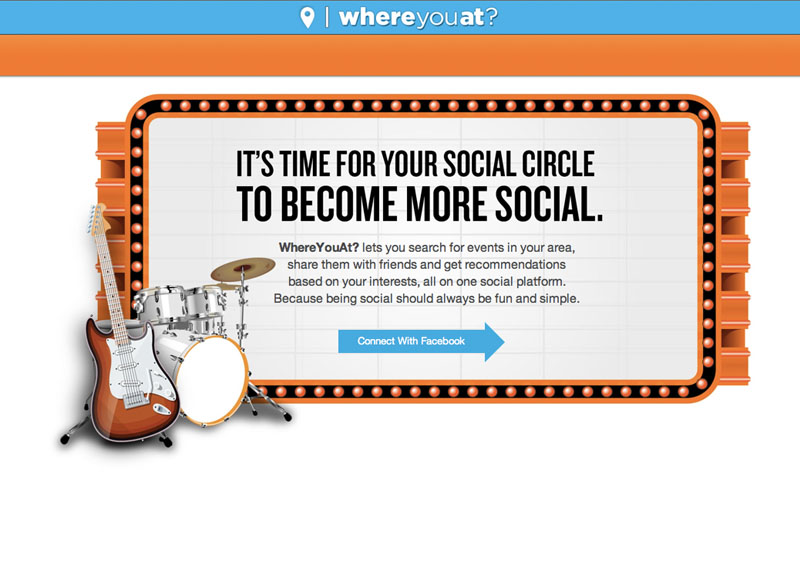 whereyouat?
IT'S TIME FOR YOUR SOCIAL CIRCLE
TO BECOME MORE SOCIAL.
WhereYouAt? lets you search for events in your area,
share them with friends and get recommendations
based on your interests, all on one social platform.
Because being social should always be fun and simple.
Connect With Facebook